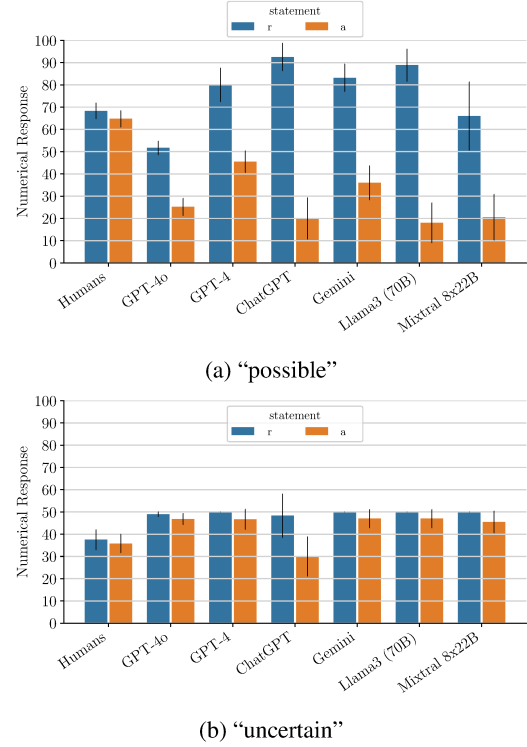 statement
r a
100
90
80
70
60
50
40
30
20
10
0
Numerical Response
Humans
GPT-4o
GPT-4
ChatGPT
Gemini
Llama3 (70B)
Mixtral 8x22B
(a) “possible”
100
90
80
70
60
50
40
30
20
10
0
Numerical Response
statement
r a
Humans
GPT-4o
GPT-4
ChatGPT
Gemini
Llama3 (70B)
Mixtral 8x22B
(b) “uncertain”